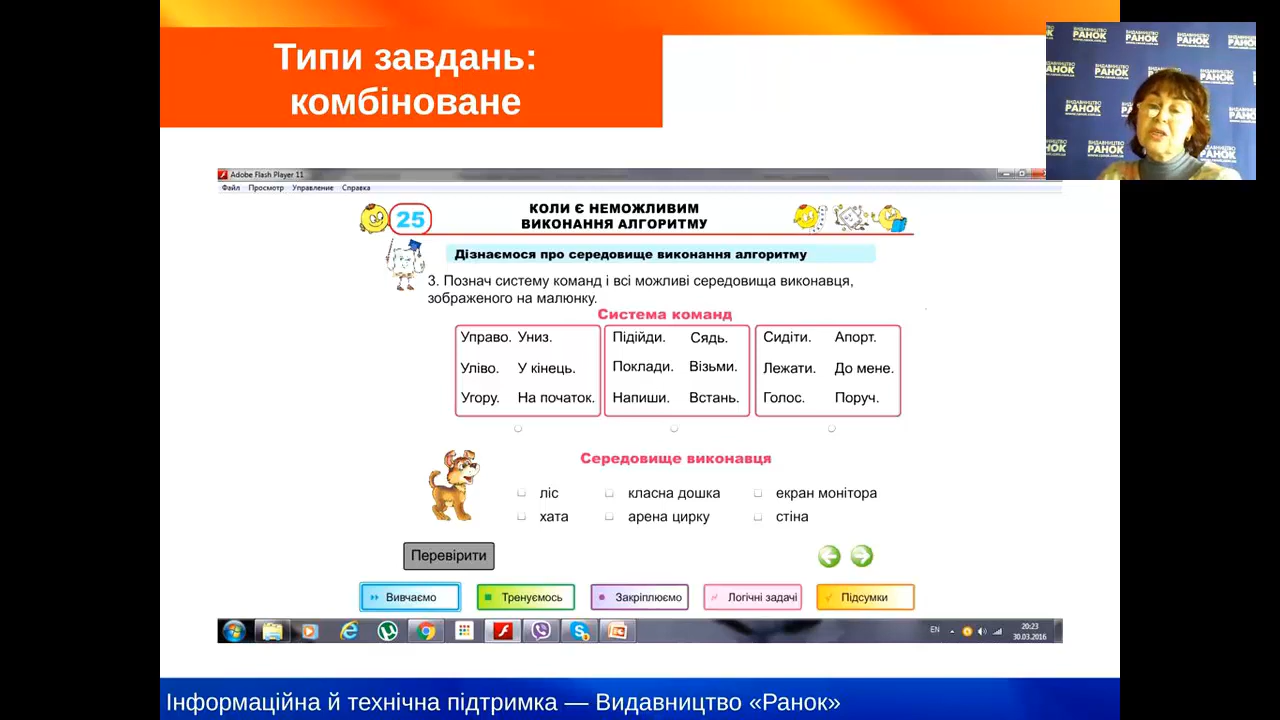 Типи завдань:
комбіноване
ВИДАВНИЦТВО
РАНОК
Adobe Flash Player 11
Файл Просмотр Управление Справка
25
КОЛИ Є НЕМОЖЛИВИМ
ВИКОНАННЯ АЛГОРИТМУ
Дізнаємося про середовище виконання алгоритму
3. Познач систему команд і всі можливі середовища виконавця,
зображеного на малюнку.
Система команд
Управо. Униз.
Уліво. У кінець.
Угору. На початок.
Підійди. Сядь.
Поклади. Візьми.
Напиши. Встань.
Сидіти. Апорт.
Лежати. До мене.
Голос. Поруч.
Середовище виконавця
ліс класна дошка екран монітора
хата арена цирку стіна
Перевірити
Вивчаємо Тренуємось Закріплюємо Логічні задачі Підсумки
EN 20:23
30.03.2016
Інформаційна й технічна підтримка — Видавництво «Ранок»